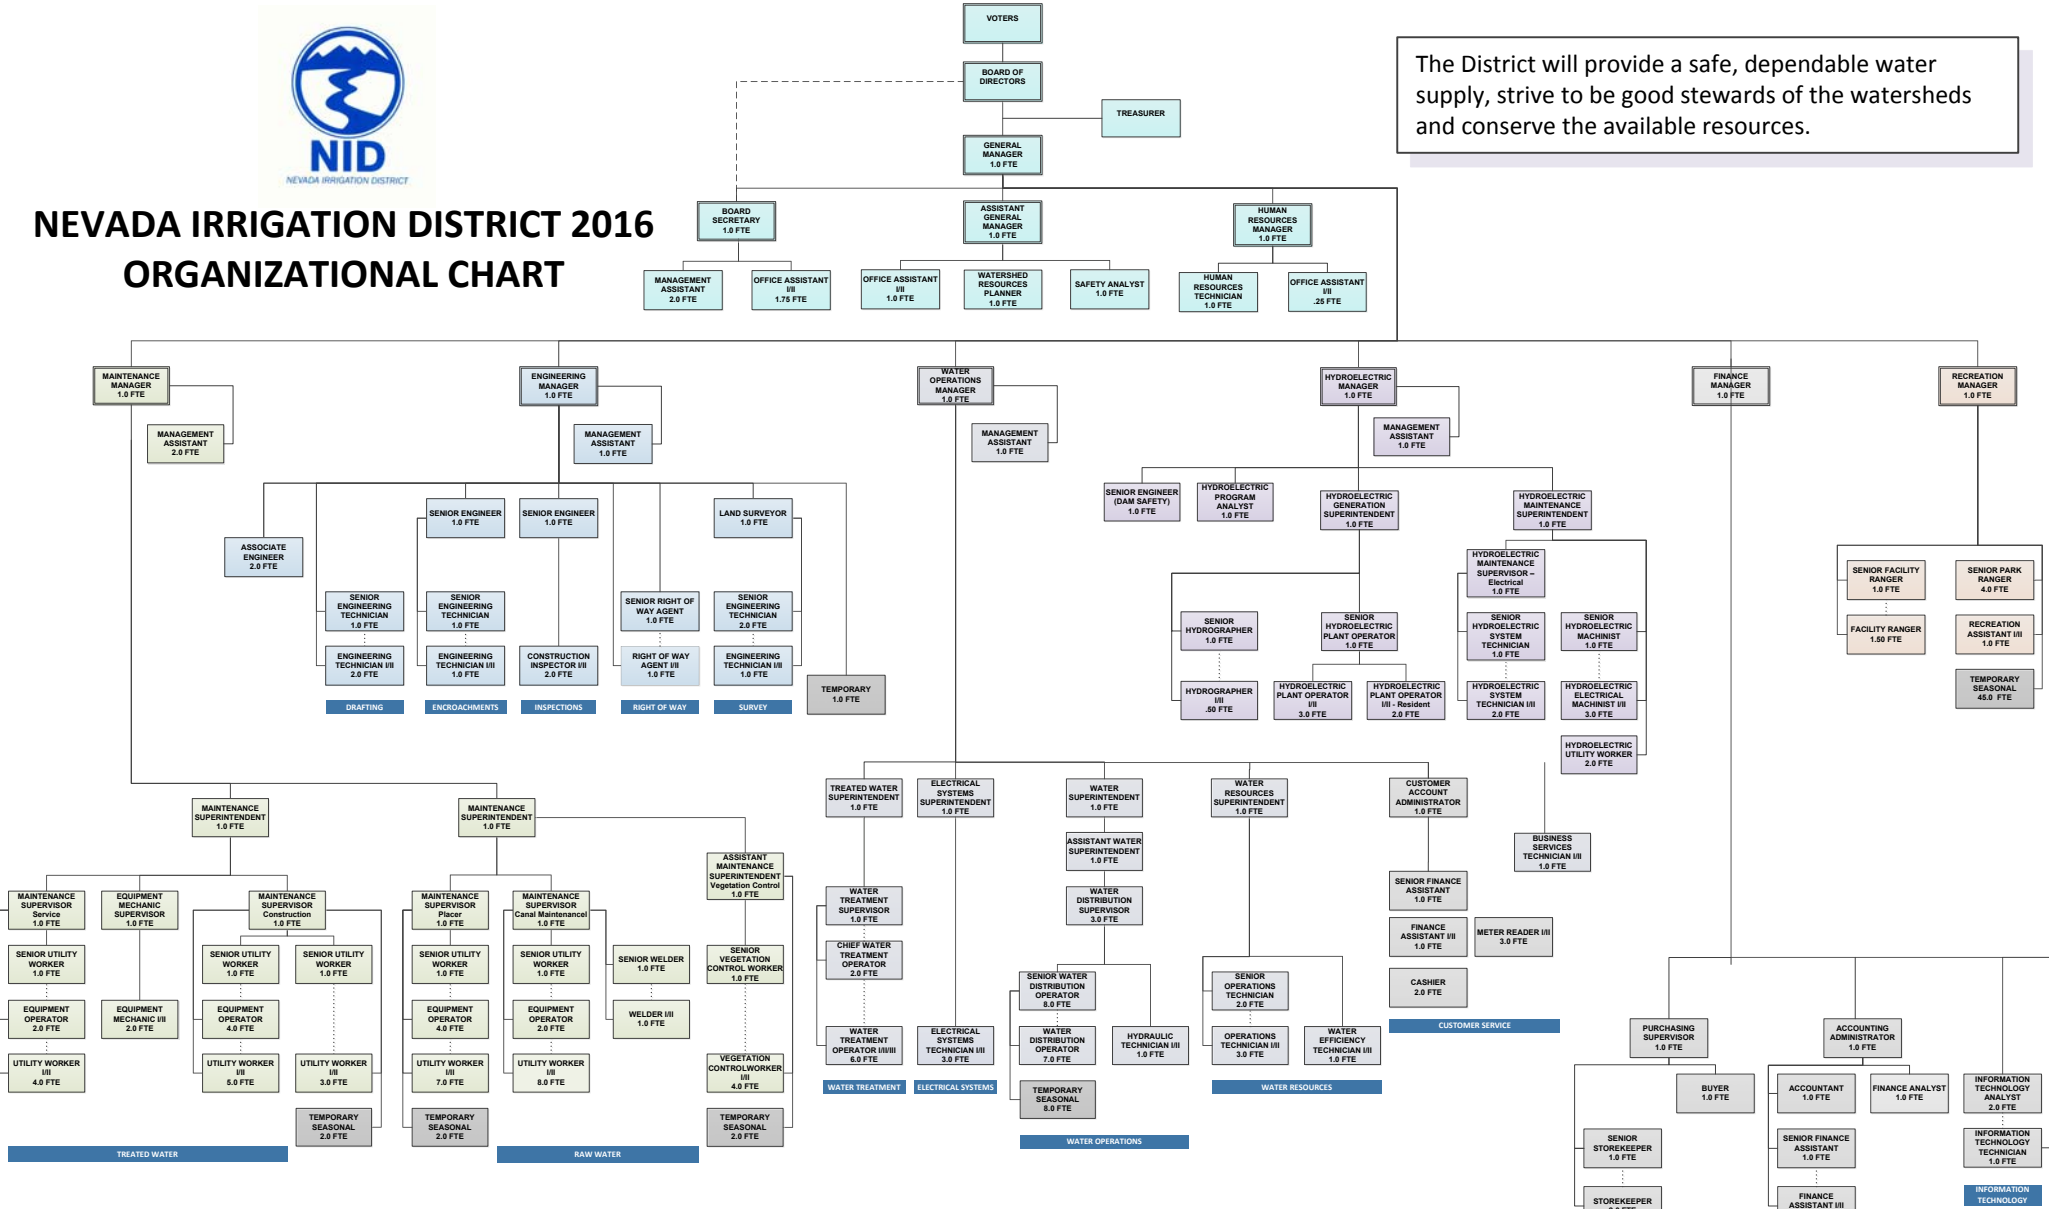 VOTERS
BOARD OF
DIRECTORS
TREASURER
GENERAL
MANAGER
1.0 FTE
The District will provide a safe, dependable water
supply, strive to be good stewards of the watersheds
and conserve the available resources.
NID
NEVADA IRRIGATION DISTRICT
NEVADA IRRIGATION DISTRICT 2016
ORGANIZATIONAL CHART
BOARD
SECRETARY
1.0 FTE
ASSISTANT
GENERAL
MANAGER
1.0 FTE
HUMAN
RESOURCES
MANAGER
1.0 FTE
MANAGEMENT
ASSISTANT
2.0 FTE
OFFICE ASSISTANT
I/II
1.75 FTE
OFFICE ASSISTANT
I/II
1.0 FTE
WATERSHED
RESOURCES
PLANNER
1.0 FTE
SAFETY ANALYST
1.0 FTE
HUMAN
RESOURCES
TECHNICIAN
1.0 FTE
OFFICE ASSISTANT
I/II
.25 FTE
MAINTENANCE
MANAGER
1.0 FTE
ENGINEERING
MANAGER
1.0 FTE
WATER
OPERATIONS
MANAGER
1.0 FTE
HYDROELECTRIC
MANAGER
1.0 FTE
FINANCE
MANAGER
1.0 FTE
RECREATION
MANAGER
1.0 FTE
MANAGEMENT
ASSISTANT
2.0 FTE
MANAGEMENT
ASSISTANT
1.0 FTE
MANAGEMENT
ASSISTANT
1.0 FTE
MANAGEMENT
ASSISTANT
1.0 FTE
ASSOCIATE
ENGINEER
2.0 FTE
SENIOR ENGINEER
1.0 FTE
SENIOR ENGINEER
1.0 FTE
LAND SURVEYOR
1.0 FTE
SENIOR
ENGINEERING
TECHNICIAN
1.0 FTE
SENIOR
ENGINEERING
TECHNICIAN
1.0 FTE
SENIOR RIGHT OF
WAY AGENT
1.0 FTE
SENIOR
ENGINEERING
TECHNICIAN
2.0 FTE
ENGINEERING
TECHNICIAN I/II
2.0 FTE
ENGINEERING
TECHNICIAN I/II
1.0 FTE
CONSTRUCTION
INSPECTOR I/II
2.0 FTE
RIGHT OF WAY
AGENT I/II
1.0 FTE
ENGINEERING
TECHNICIAN I/II
1.0 FTE
TEMPORARY
1.0 FTE
DRAFTING
ENCROACHMENTS
INSPECTIONS
RIGHT OF WAY
SURVEY
SENIOR ENGINEER
(DAM SAFETY)
1.0 FTE
HYDROELECTRIC
PROGRAM
ANALYST
1.0 FTE
HYDROELECTRIC
GENERATION
SUPERINTENDENT
1.0 FTE
HYDROELECTRIC
MAINTENANCE
SUPERINTENDENT
1.0 FTE
HYDROELECTRIC
MAINTENANCE
SUPERVISOR –
Electrical
1.0 FTE
SENIOR
HYDROGRAPHER
1.0 FTE
SENIOR
HYDROELECTRIC
PLANT OPERATOR
1.0 FTE
SENIOR
HYDROELECTRIC
SYSTEM
TECHNICIAN
1.0 FTE
SENIOR
HYDROELECTRIC
MACHINIST
1.0 FTE
HYDROGRAPHER
I/II
.50 FTE
HYDROELECTRIC
PLANT OPERATOR
I/II
3.0 FTE
HYDROELECTRIC
PLANT OPERATOR
I/II - Resident
2.0 FTE
HYDROELECTRIC
SYSTEM
TECHNICIAN I/II
2.0 FTE
HYDROELECTRIC
ELECTRICAL
MACHINIST I/II
3.0 FTE
HYDROELECTRIC
UTILITY WORKER
2.0 FTE
SENIOR FACILITY
RANGER
1.0 FTE
SENIOR PARK
RANGER
4.0 FTE
FACILITY RANGER
1.50 FTE
RECREATION
ASSISTANT I/II
1.0 FTE
TEMPORARY
SEASONAL
45.0 FTE
MAINTENANCE
SUPERINTENDENT
1.0 FTE
MAINTENANCE
SUPERINTENDENT
1.0 FTE
ASSISTANT
MAINTENANCE
SUPERINTENDENT
Vegetation Control
1.0 FTE
MAINTENANCE
SUPERVISOR
Service
1.0 FTE
EQUIPMENT
MECHANIC
SUPERVISOR
1.0 FTE
MAINTENANCE
SUPERVISOR
Construction
1.0 FTE
MAINTENANCE
SUPERVISOR
Placer
1.0 FTE
MAINTENANCE
SUPERVISOR
Canal Maintenancel
1.0 FTE
SENIOR UTILITY
WORKER
1.0 FTE
SENIOR UTILITY
WORKER
1.0 FTE
SENIOR UTILITY
WORKER
1.0 FTE
SENIOR UTILITY
WORKER
1.0 FTE
SENIOR UTILITY
WORKER
1.0 FTE
SENIOR WELDER
1.0 FTE
SENIOR
VEGETATION
CONTROL WORKER
1.0 FTE
EQUIPMENT
OPERATOR
2.0 FTE
EQUIPMENT
MECHANIC I/II
2.0 FTE
EQUIPMENT
OPERATOR
4.0 FTE
EQUIPMENT
OPERATOR
4.0 FTE
EQUIPMENT
OPERATOR
2.0 FTE
WELDER I/II
1.0 FTE
UTILITY WORKER
I/II
4.0 FTE
UTILITY WORKER
I/II
5.0 FTE
UTILITY WORKER
I/II
3.0 FTE
UTILITY WORKER
I/II
7.0 FTE
UTILITY WORKER
I/II
8.0 FTE
VEGETATION
CONTROLWORKER
I/II
4.0 FTE
TEMPORARY
SEASONAL
2.0 FTE
TEMPORARY
SEASONAL
2.0 FTE
TEMPORARY
SEASONAL
2.0 FTE
TREATED WATER
RAW WATER
TREATED WATER
SUPERINTENDENT
1.0 FTE
ELECTRICAL
SYSTEMS
SUPERINTENDENT
1.0 FTE
WATER
SUPERINTENDENT
1.0 FTE
WATER
RESOURCES
SUPERINTENDENT
1.0 FTE
CUSTOMER
ACCOUNT
ADMINISTRATOR
1.0 FTE
ASSISTANT WATER
SUPERINTENDENT
1.0 FTE
BUSINESS
SERVICES
TECHNICIAN I/II
1.0 FTE
WATER
TREATMENT
SUPERVISOR
1.0 FTE
WATER
DISTRIBUTION
SUPERVISOR
3.0 FTE
SENIOR FINANCE
ASSISTANT
1.0 FTE
CHIEF WATER
TREATMENT
OPERATOR
2.0 FTE
FINANCE
ASSISTANT I/II
1.0 FTE
METER READER I/II
3.0 FTE
SENIOR WATER
DISTRIBUTION
OPERATOR
8.0 FTE
SENIOR
OPERATIONS
TECHNICIAN
2.0 FTE
CASHIER
2.0 FTE
WATER
TREATMENT
OPERATOR I/II/III
6.0 FTE
ELECTRICAL
SYSTEMS
TECHNICIAN I/II
3.0 FTE
WATER
DISTRIBUTION
OPERATOR
7.0 FTE
HYDRAULIC
TECHNICIAN I/II
1.0 FTE
OPERATIONS
TECHNICIAN I/II
3.0 FTE
WATER
EFFICIENCY
TECHNICIAN I/II
1.0 FTE
CUSTOMER SERVICE
WATER TREATMENT
ELECTRICAL SYSTEMS
TEMPORARY
SEASONAL
8.0 FTE
WATER RESOURCES
WATER OPERATIONS
PURCHASING
SUPERVISOR
1.0 FTE
ACCOUNTING
ADMINISTRATOR
1.0 FTE
BUYER
1.0 FTE
ACCOUNTANT
1.0 FTE
FINANCE ANALYST
1.0 FTE
INFORMATION
TECHNOLOGY
ANALYST
2.0 FTE
SENIOR
STOREKEEPER
1.0 FTE
SENIOR FINANCE
ASSISTANT
1.0 FTE
INFORMATION
TECHNOLOGY
TECHNICIAN
1.0 FTE
STOREKEEPER
FINANCE
ASSISTANT I/II
INFORMATION
TECHNOLOGY